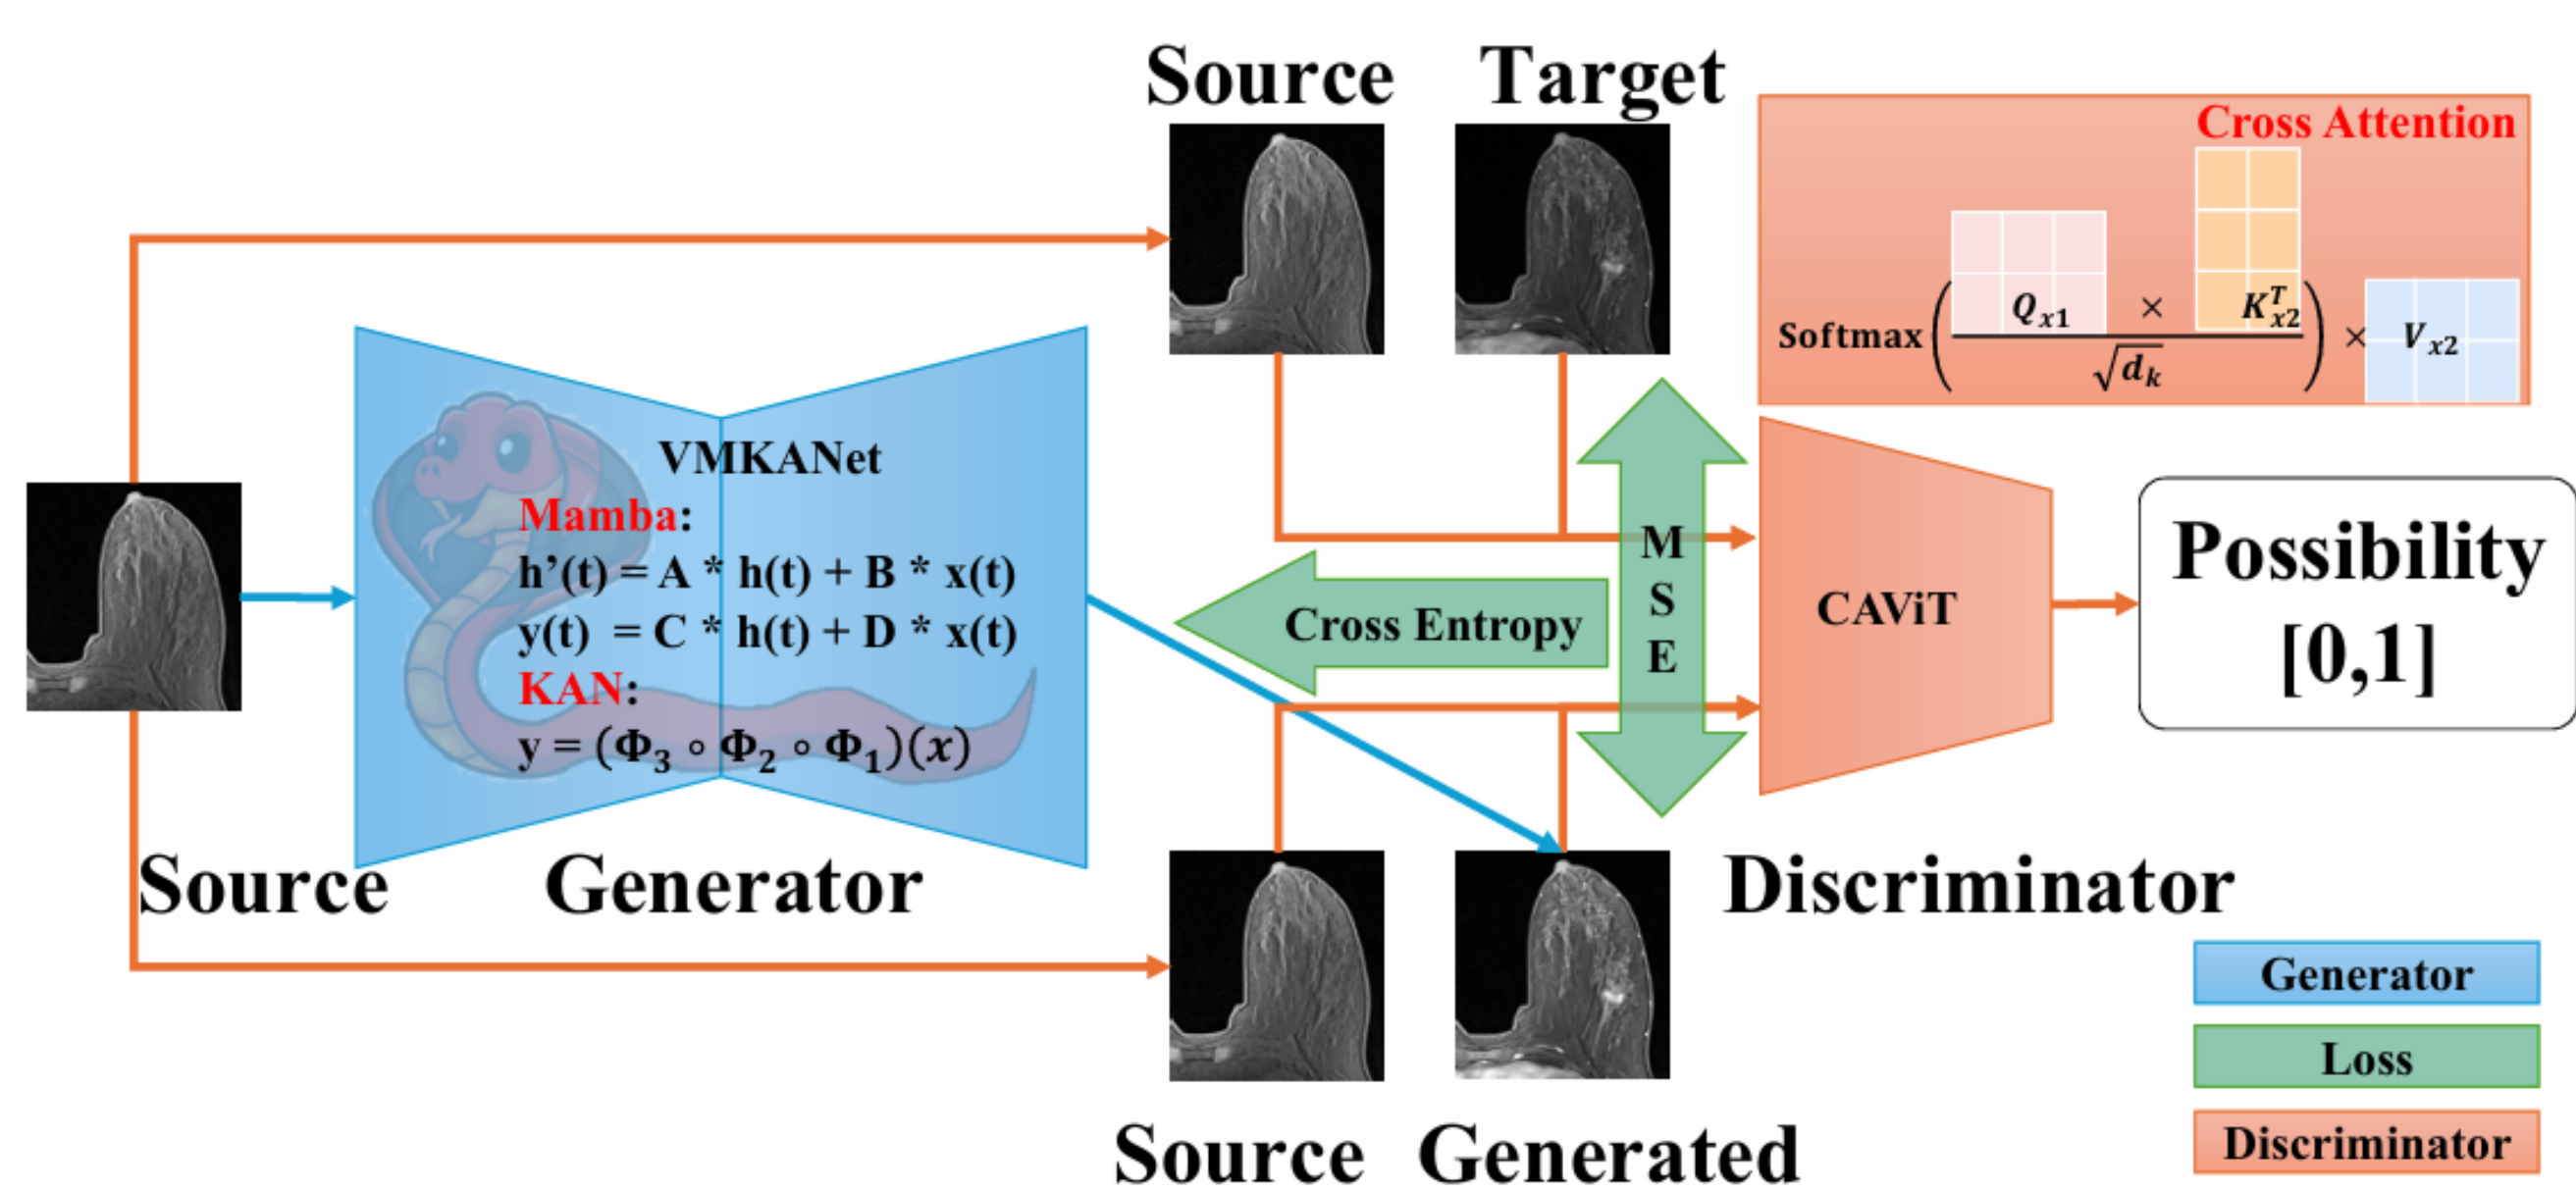 Source Target
Cross Attention
Softmax ( Q_{x1} × K_{x2}^T / √d_k ) × V_{x2}
VMKANet
Mamba:
h’(t) = A * h(t) + B * x(t)
y(t) = C * h(t) + D * x(t)
KAN:
y = (Φ₃ ∘ Φ₂ ∘ Φ₁)(x)
Cross Entropy
M
S
E
CAViT
Possibility
[0,1]
Source Generator Discriminator
Source Generated
Generator
Loss
Discriminator